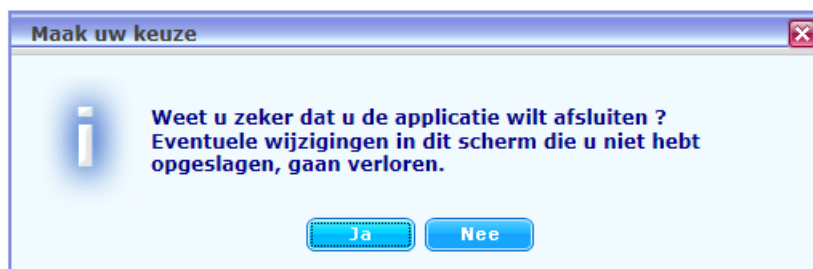 Maak uw keuze
Weet u zeker dat u de applicatie wilt afsluiten ?
Eventuele wijzigingen in dit scherm die u niet hebt
opgeslagen, gaan verloren.
Ja Nee